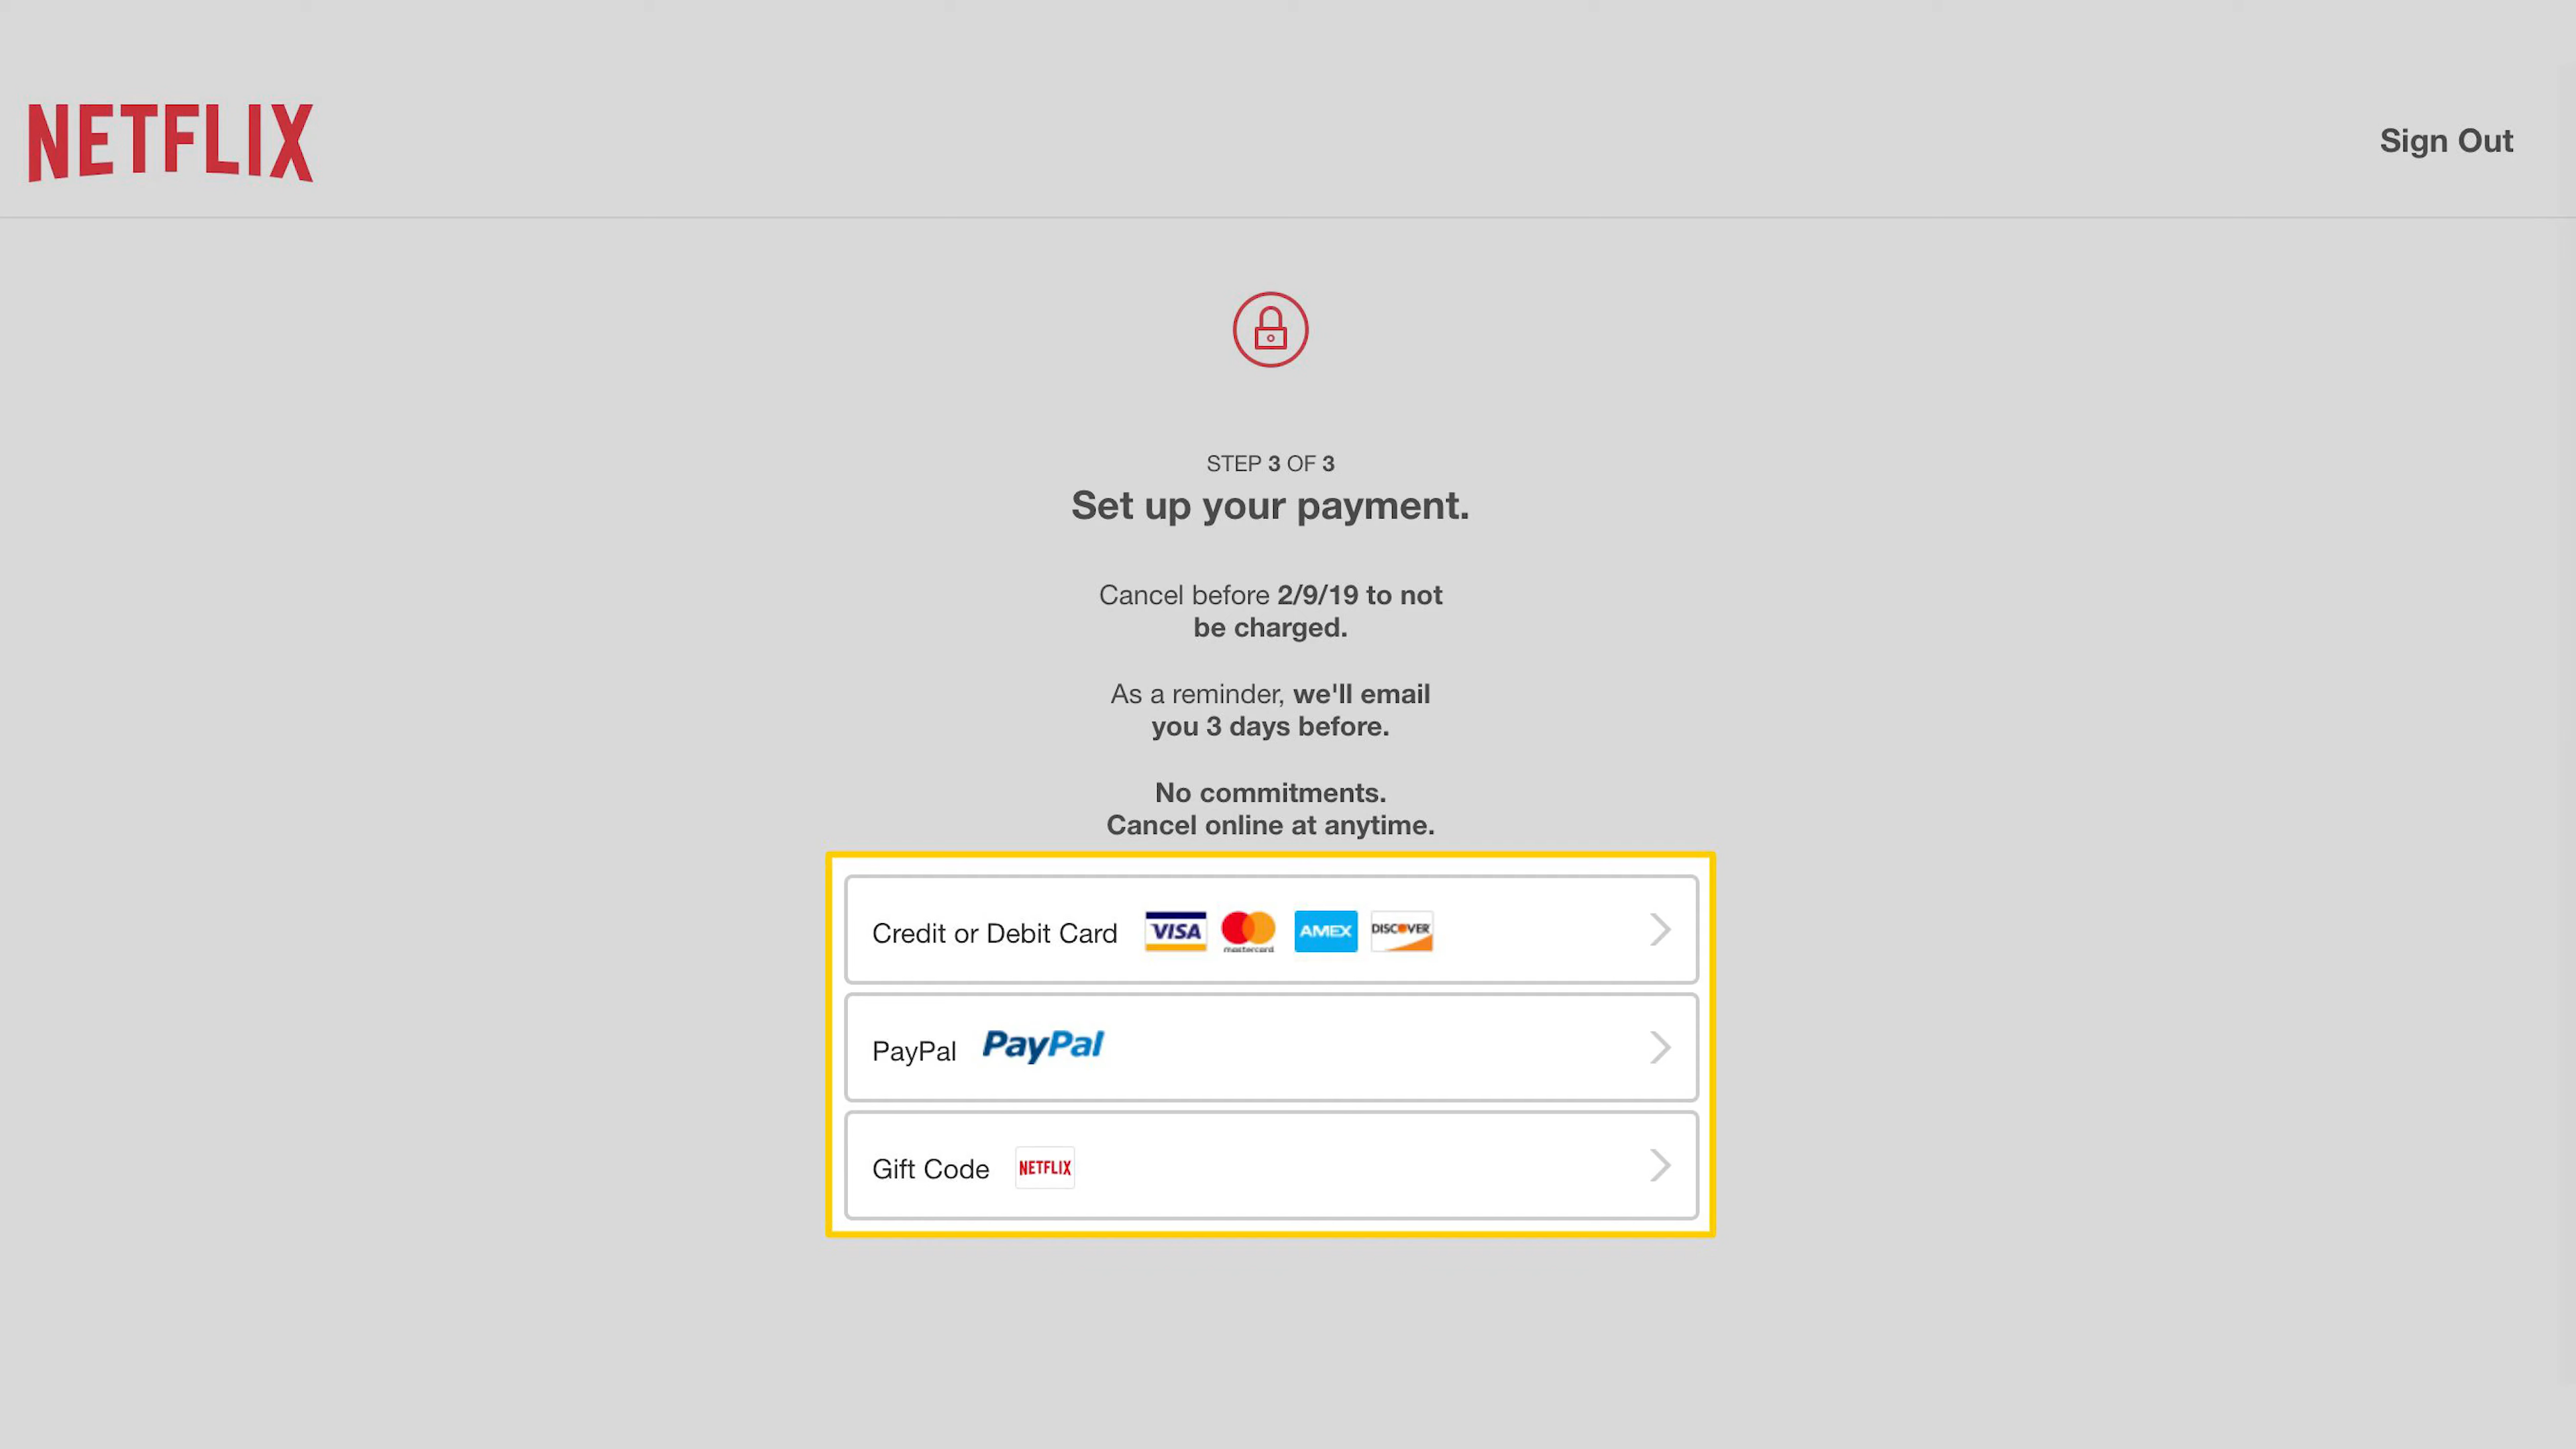 NETFLIX
Sign Out
STEP 3 OF 3
Set up your payment.
Cancel before 2/9/19 to not
be charged.
As a reminder, we'll email
you 3 days before.
No commitments.
Cancel online at anytime.
Credit or Debit Card VISA mastercard AMEX DISCOVER
PayPal PayPal
Gift Code NETFLIX